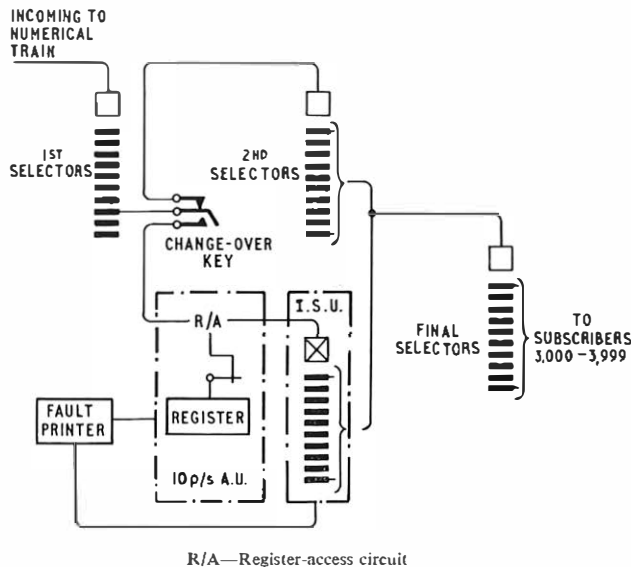 INCOMING TO
NUMERICAL
TRAIN
1ST
SELECTORS
2ND
SELECTORS
CHANGE-OVER
KEY
R/A
I.S.U.
FINAL
SELECTORS
TO
SUBSCRIBERS
3,000-3,999
FAULT
PRINTER
REGISTER
10p/s A.U.
R/A—Register-access circuit